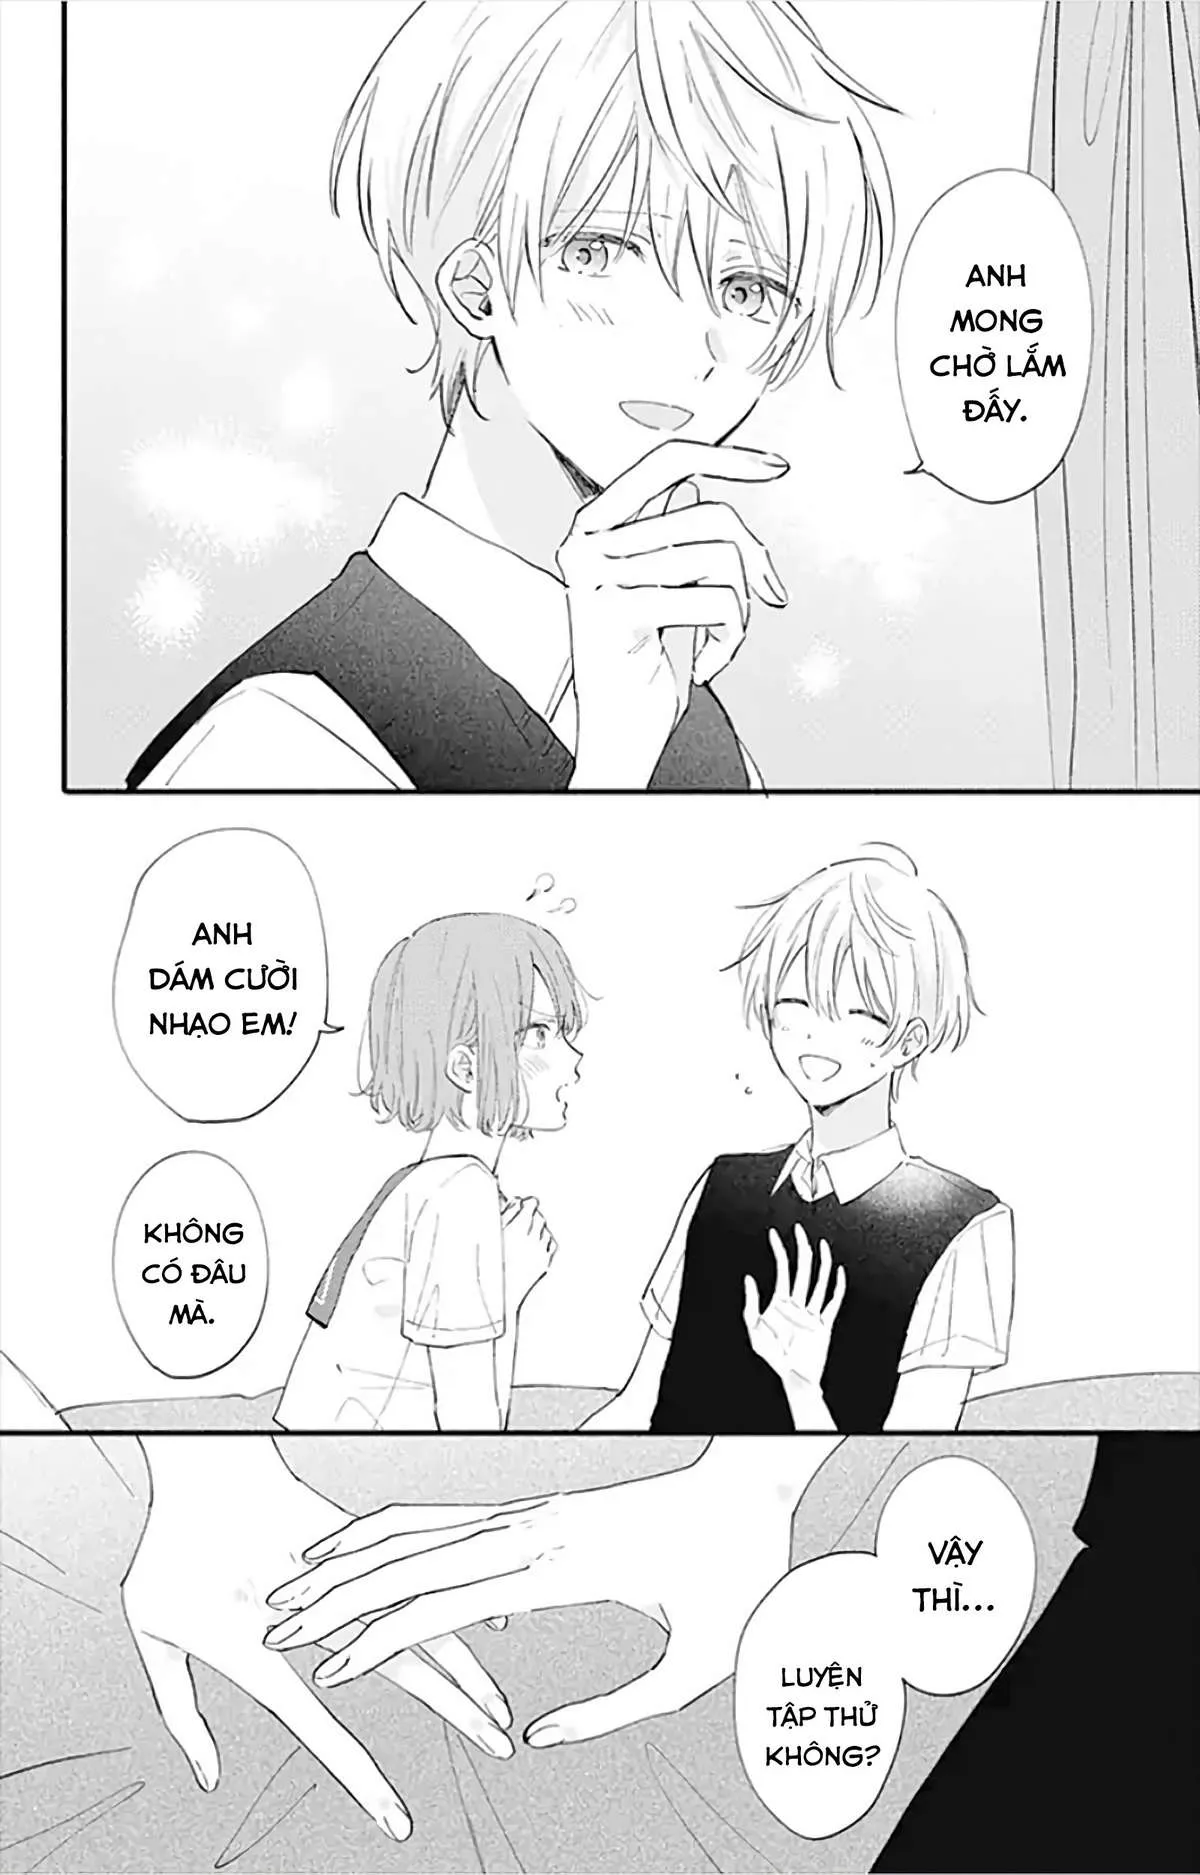 ANH
MONG
CHỜ LẮM
ĐẤY.
ANH
DÁM CƯỜI
NHẠO EM!
KHÔNG
CÓ ĐÂU
MÀ.
VẬY
THÌ...
LUYỆN
TẬP THỬ
KHÔNG?